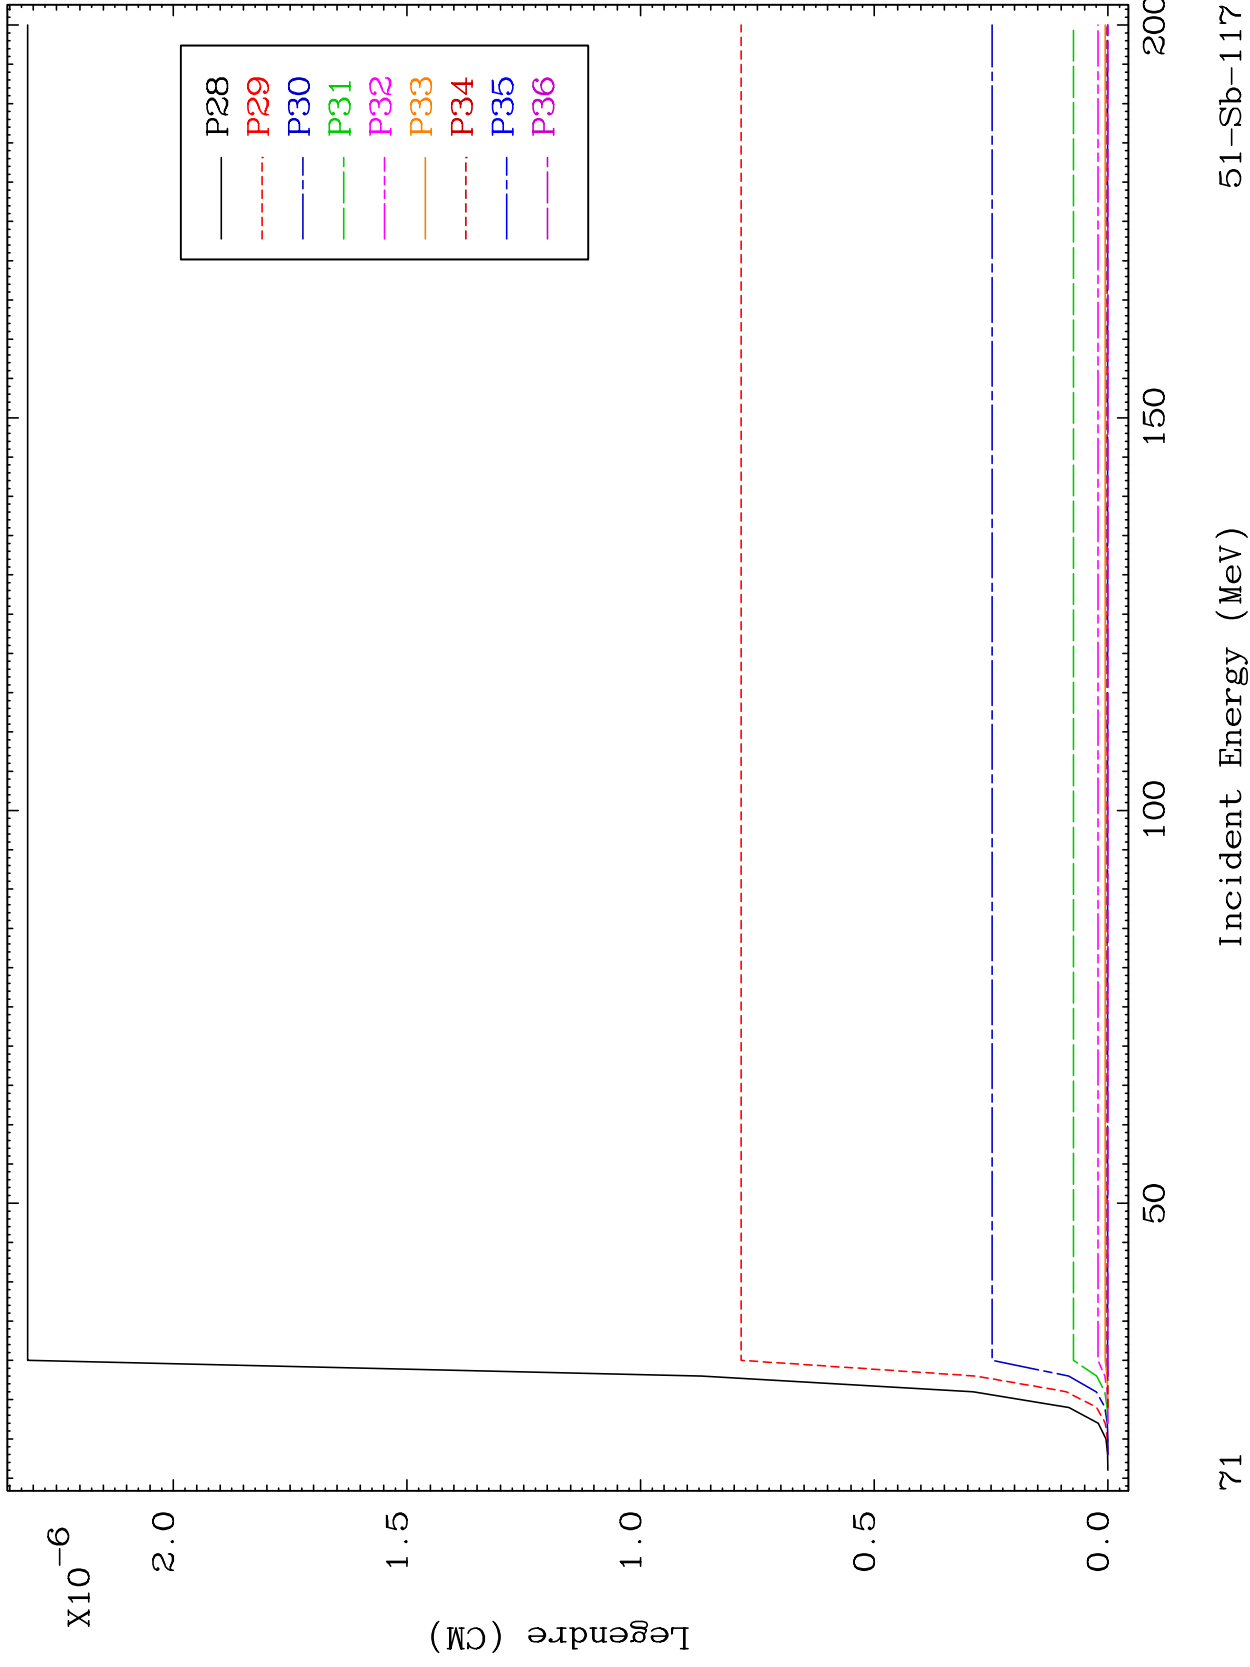 X10-6
2.0
1.5
1.0
0.5
0.0
Legendre (CM)
P28
P29
P30
P31
P32
P33
P34
P35
P36
50
100
150
200
71
Incident Energy (MeV)
51-Sb-117